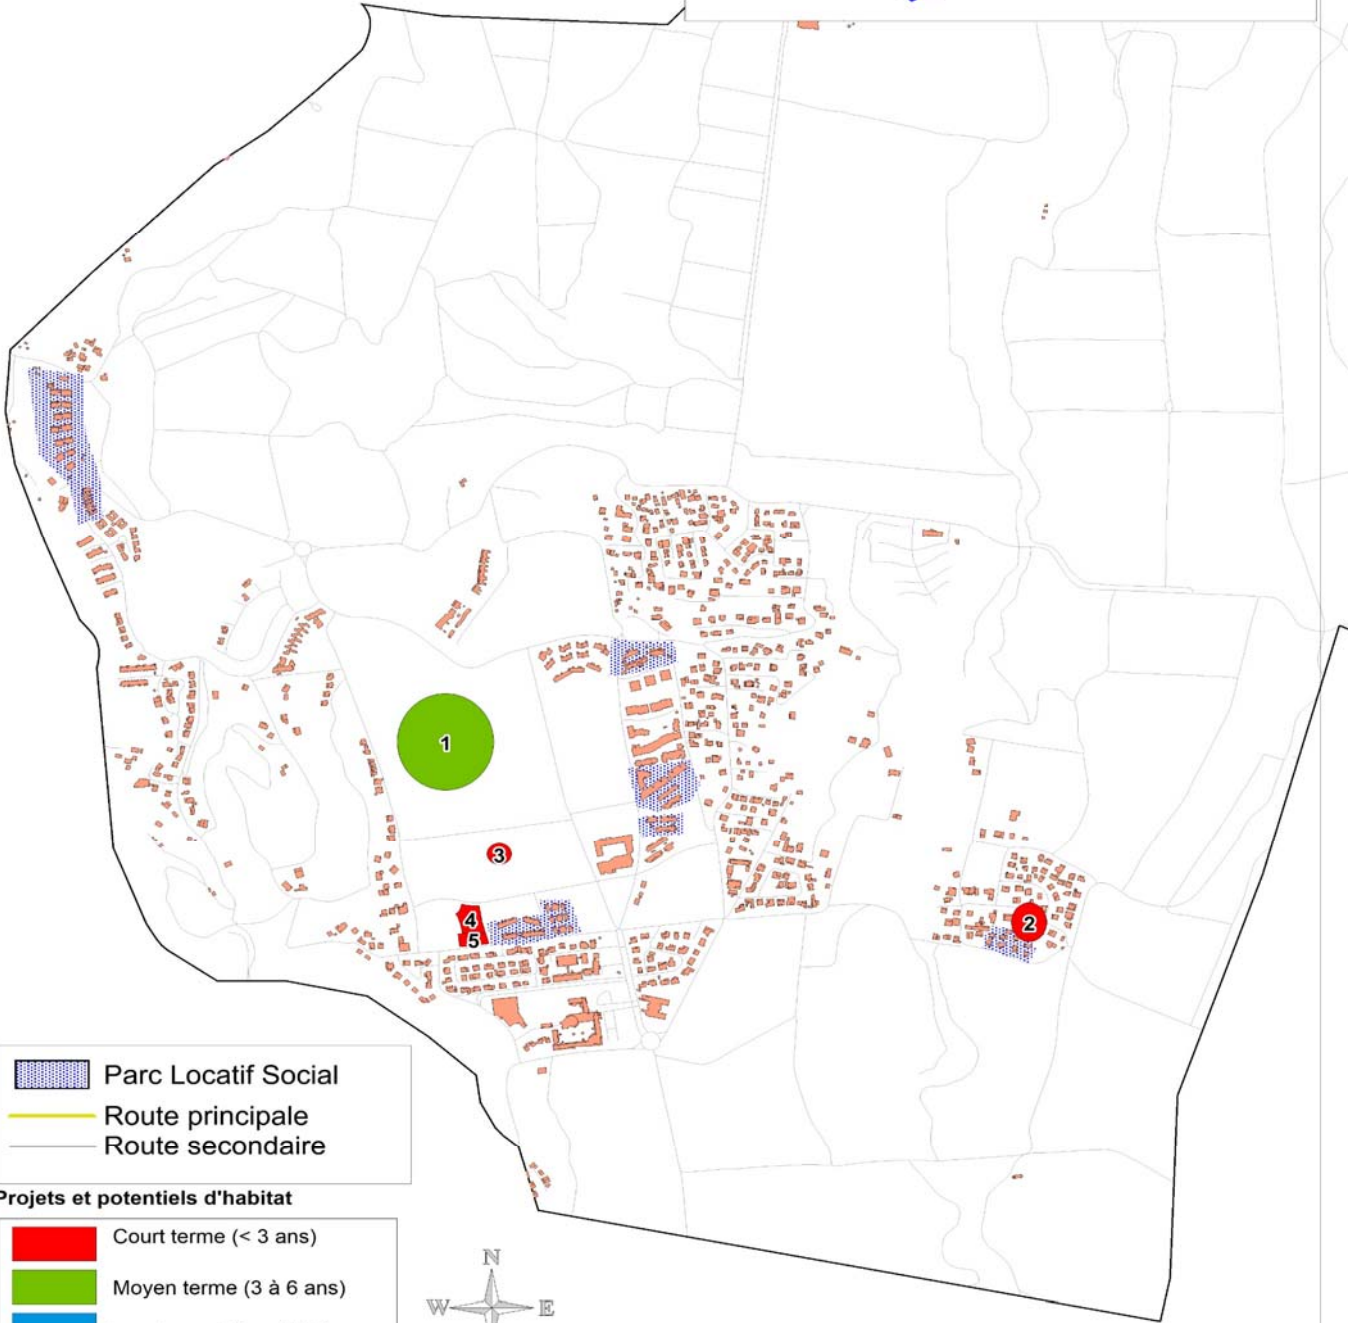 1
3
4
5
2
Parc Locatif Social
Route principale
Route secondaire
Projets et potentiels d'habitat
Court terme (< 3 ans)
Moyen terme (3 à 6 ans)
N
W E